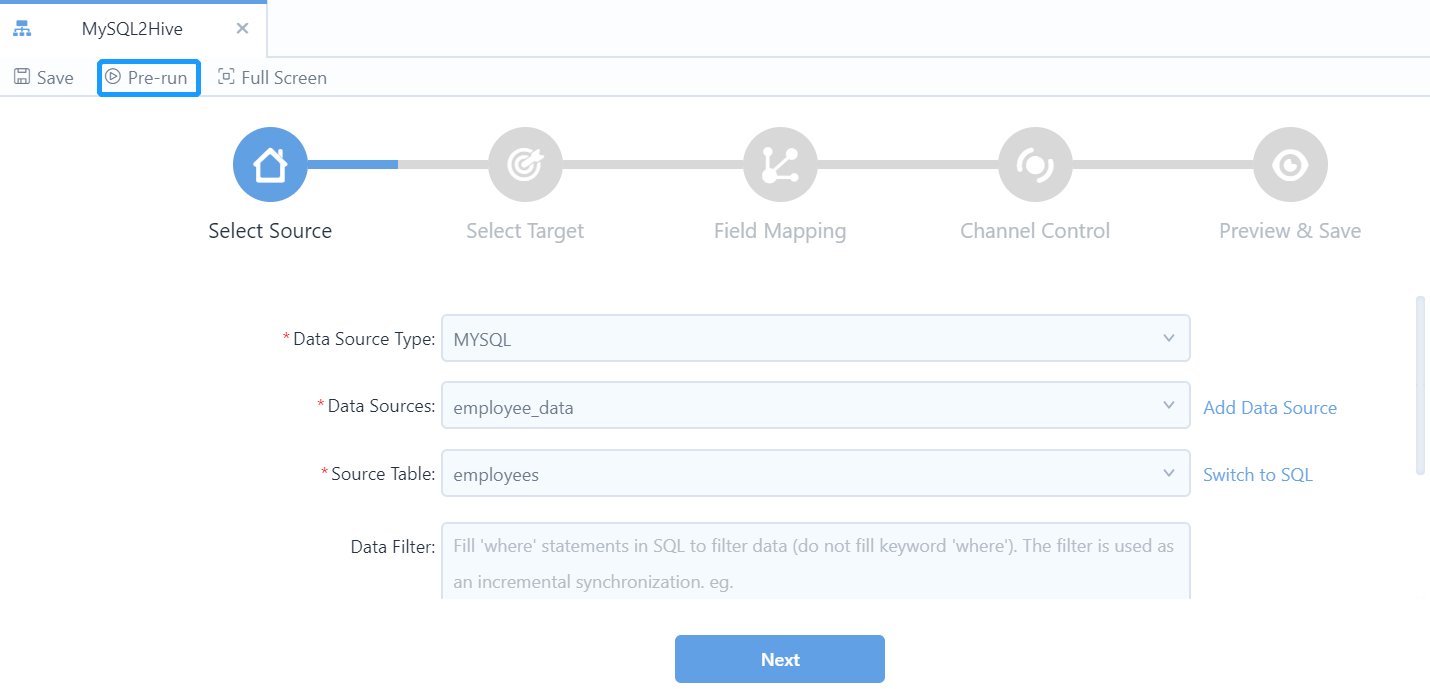 MySQL2Hive
Save Pre-run Full Screen
Select Source Select Target Field Mapping Channel Control Preview & Save
*Data Source Type: MYSQL
*Data Sources: employee_data Add Data Source
*Source Table: employees Switch to SQL
Data Filter: Fill 'where' statements in SQL to filter data (do not fill keyword 'where'). The filter is used as
an incremental synchronization. eg.
Next